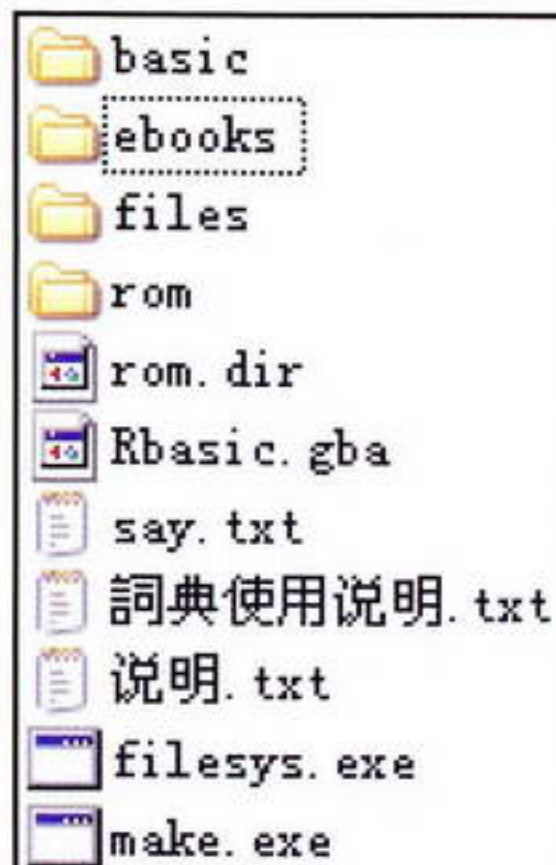 basic
ebooks
files
rom
rom.dir
Rbasic.gba
say.txt
詞典使用说明.txt
说明.txt
filesys.exe
make.exe